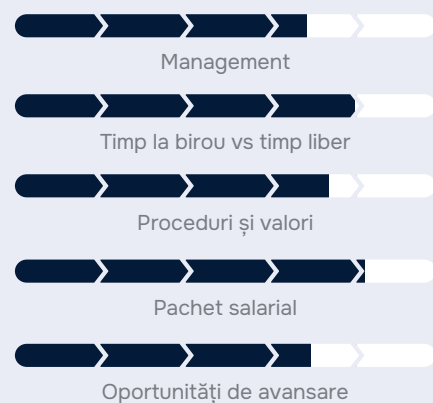 Management
Timp la birou vs timp liber
Proceduri și valori
Pachet salarial
Oportunități de avansare